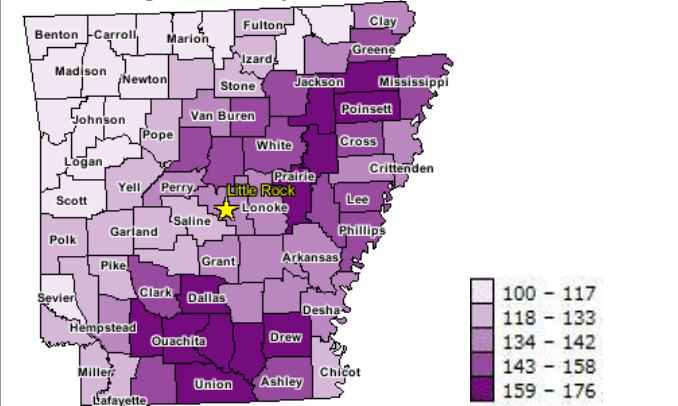 Clay
Fulton
Benton
Carroll
Marion
Greene
Izard
Madison
Newton
Stone
Jackson
Mississippi
Poinsett
Van Buren
Johnson
Pope
White
Cross
Logan
Crittenden
Prairie
Yell
Perry
Little Rock
Scott
Lonoke
Lee
Saline
Garland
Phillips
Polk
Grant
Arkansas
Pike
Clark
Dallas
Sevier
Desha
Hempstead
Ouachita
Drew
Miller
Union
Ashley
Chicot
Lafayette
100 - 117
118 - 133
134 - 142
143 - 158
159 - 176